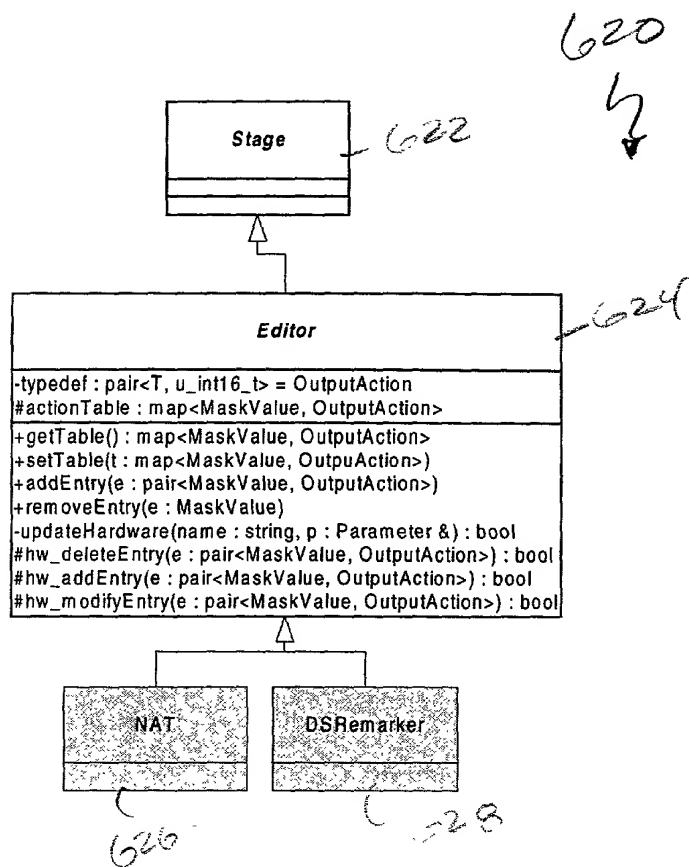 620
Stage
622
Editor
624
-typedef : pair<T, u_int16_t> = OutputAction
#actionTable : map<MaskValue, OutputAction>
+getTable() : map<MaskValue, OutputAction>
+setTable(t : map<MaskValue, OutputAction>)
+addEntry(e : pair<MaskValue, OutputAction>)
+removeEntry(e : MaskValue)
-updateHardware(name : string, p : Parameter &) : bool
#hw_deleteEntry(e : pair<MaskValue, OutputAction>) : bool
#hw_addEntry(e : pair<MaskValue, OutputAction>) : bool
#hw_modifyEntry(e : pair<MaskValue, OutputAction>) : bool
NAT
DSRemarker
626